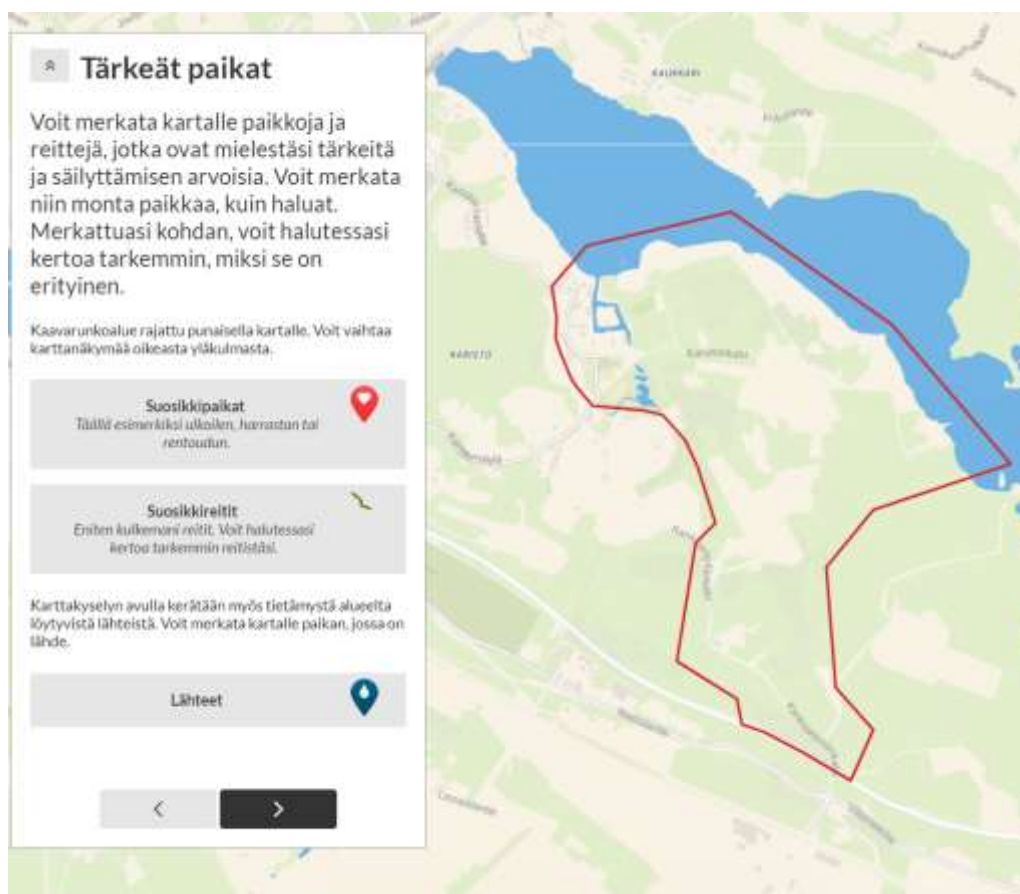 Tärkeät paikat
Voit merkata kartalle paikkoja ja
reittejä, jotka ovat mielestäsi tärkeitä
ja säilyttämisen arvoisia. Voit merkata
niin monta paikkaa, kuin haluat.
Merkattuasi kohdan, voit halutessasi
kertoa tarkemmin, miksi se on
erityinen.
Kaavarunkoalue rajattu punaisella kartalle. Voit vaihtaa
karttanäkymää oikeasta yläkulmasta.
Suosikkipaikat
Täällä esimerkiksi ulkoilen, harrastan tai
rentoudun.
Suosikkireitit
Eniten kulkemani reitit. Voit halutessasi
kertoa tarkemmin reitistäsi.
Karttakyselyn avulla kerätään myös tietämystä alueelta
löytyvistä lähteistä. Voit merkata kartalle paikan, jossa on
lähde.
Lähteet
KARISTO